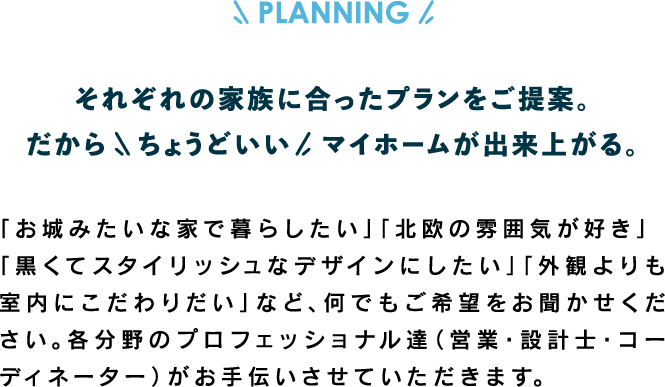 \\ PLANNING //
それぞれの家族に合ったプランをご提案。
だから\\ちょうどいい//マイホームが出来上がる。
「お城みたいな家で暮らしたい」「北欧の雰囲気が好き」
「黒くてスタイリッシュなデザインにしたい」「外観よりも
室内にこだわりだい」など、何でもご希望をお聞かせくだ
さい。各分野のプロフェッショナル達（営業・設計士・コー
ディネーター）がお手伝いさせていただきます。